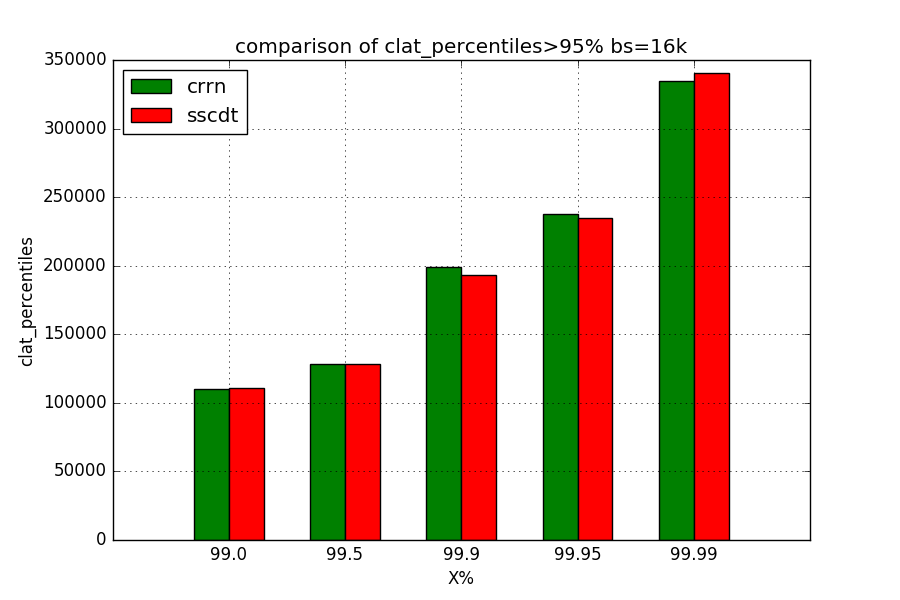 comparison of clat_percentiles>95% bs=16k
350000
300000
250000
200000
150000
100000
50000
0
clat_percentiles
crrn
sscdt
99.0 99.5 99.9 99.95 99.99
X%